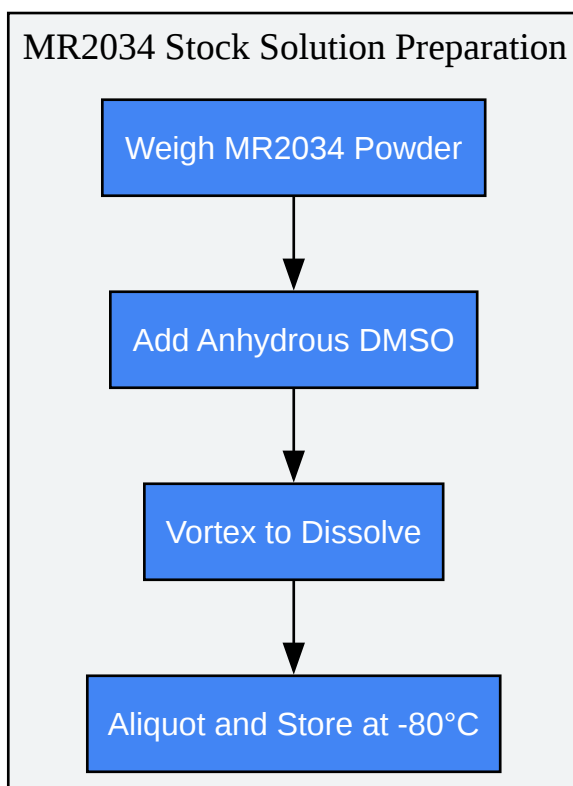 MR2034 Stock Solution Preparation
Weigh MR2034 Powder
Add Anhydrous DMSO
Vortex to Dissolve
Aliquot and Store at -80°C